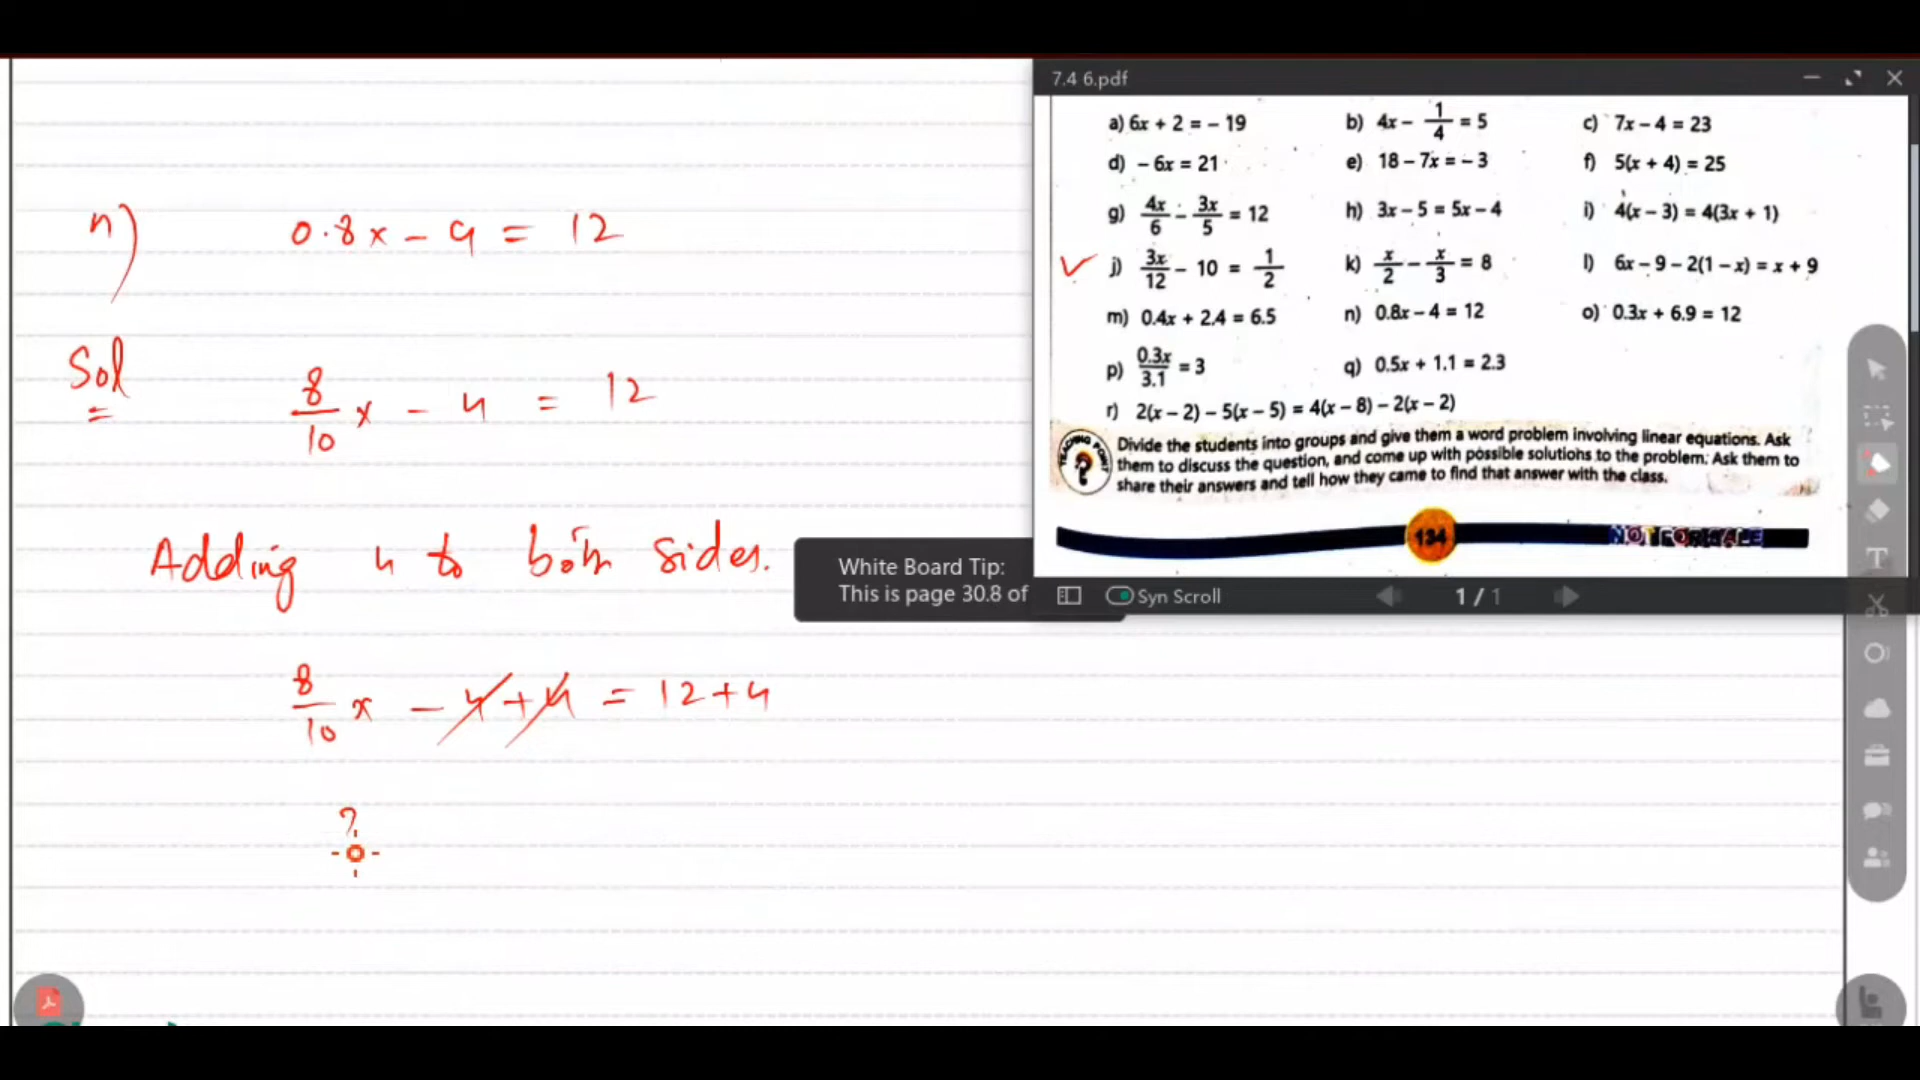 n) 0.8x - 4 = 12
Sol
8/10 x - 4 = 12
Adding 4 to both sides.
8/10 x - 4 + 4 = 12 + 4
7.4 6.pdf
a) 6x + 2 = – 19 b) 4x – 1/4 = 5 c) 7x – 4 = 23
d) – 6x = 21 e) 18 – 7x = – 3 f) 5(x + 4) = 25
g) 4x/6 - 3x/5 = 12 h) 3x – 5 = 5x – 4 i) 4(x – 3) = 4(3x + 1)
✓ j) 3x/12 – 10 = 1/2 k) x/2 – x/3 = 8 l) 6x – 9 – 2(1 – x) = x + 9
m) 0.4x + 2.4 = 6.5 n) 0.8x – 4 = 12 o) 0.3x + 6.9 = 12
p) 0.3x/3.1 = 3 q) 0.5x + 1.1 = 2.3
r) 2(x – 2) – 5(x – 5) = 4(x – 8) – 2(x – 2)
TEACHING POINT
?
Divide the students into groups and give them a word problem involving linear equations. Ask
them to discuss the question, and come up with possible solutions to the problem. Ask them to
share their answers and tell how they came to find that answer with the class.
134
NOT FOR SALE
Syn Scroll
1 / 1
White Board Tip:
This is page 30.8 of
T